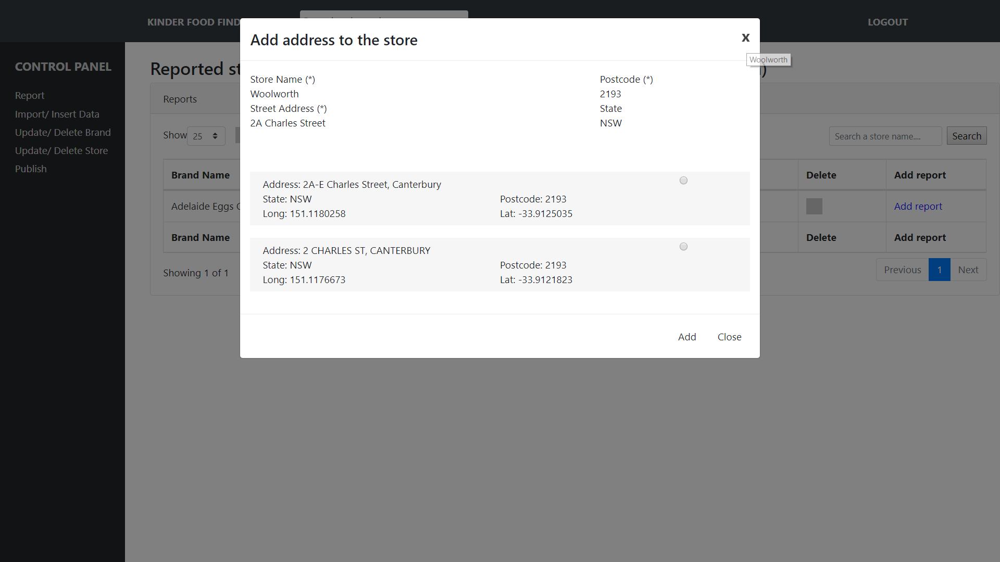 KINDER FOOD FIND
LOGOUT
Add address to the store
X
Woolworth
CONTROL PANEL
Report
Import/ Insert Data
Update/ Delete Brand
Update/ Delete Store
Publish
Reported
Reports
Store Name (*)
Postcode (*)
Woolworth
2193
Street Address (*)
State
2A Charles Street
NSW
Show 25
Search a store name....
Search
Brand Name
Delete
Add report
Adelaide Eggs
Add report
Brand Name
Delete
Add report
Showing 1 of 1
Previous 1 Next
Address: 2A-E Charles Street, Canterbury
State: NSW
Postcode: 2193
Long: 151.1180258
Lat: -33.9125035
Address: 2 CHARLES ST, CANTERBURY
State: NSW
Postcode: 2193
Long: 151.1176673
Lat: -33.9121823
Add
Close